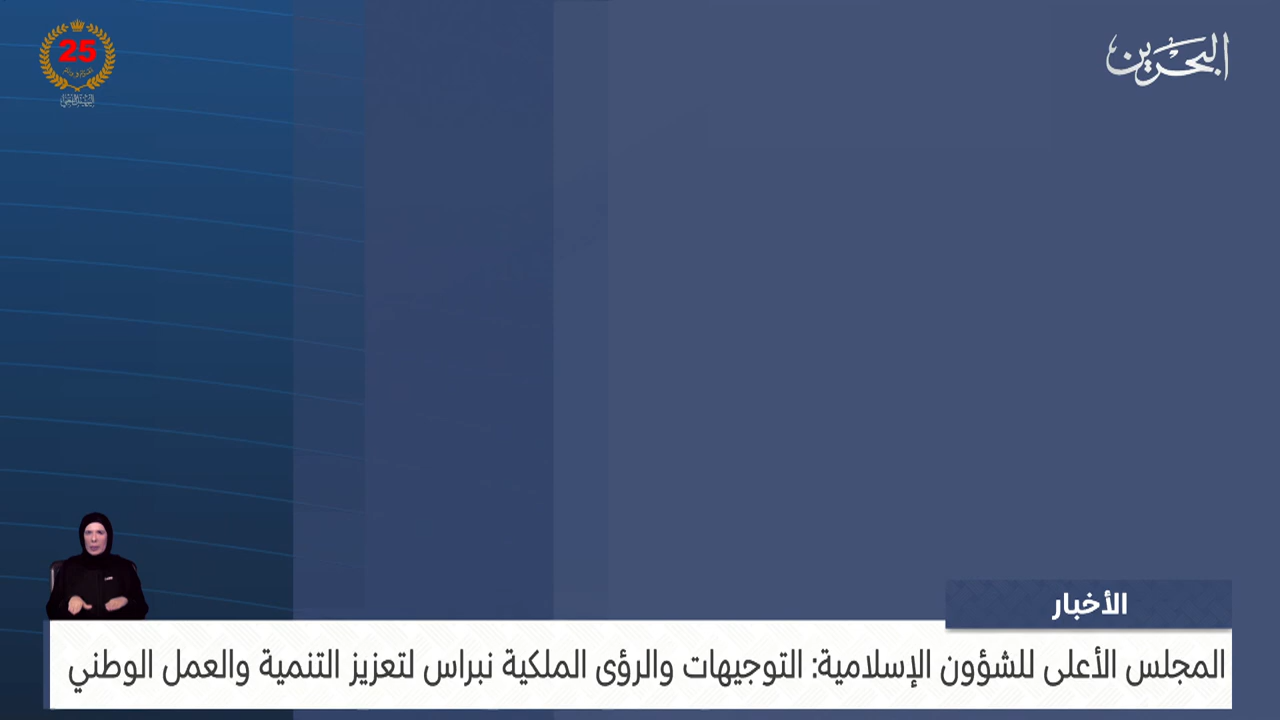 البحرين
25
الأخبار
المجلس الأعلى للشؤون الإسلامية: التوجيهات والرؤى الملكية نبراس لتعزيز التنمية والعمل الوطني